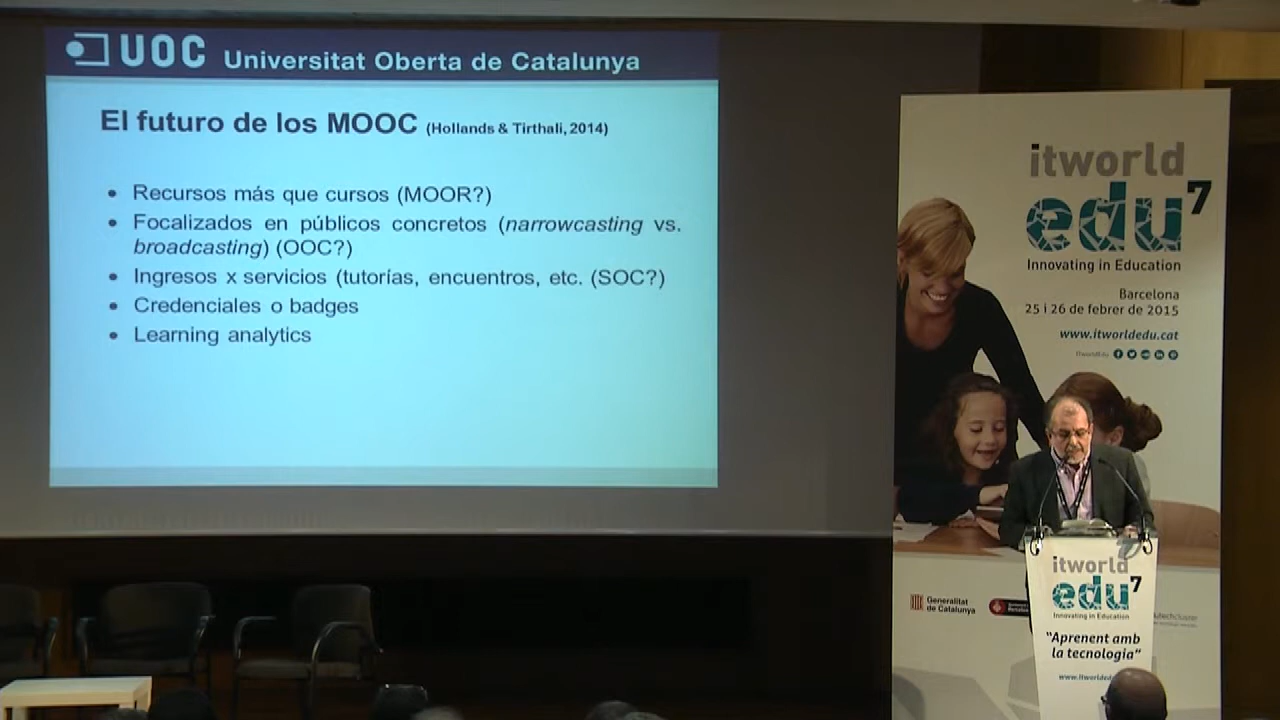 UOC Universitat Oberta de Catalunya
El futuro de los MOOC (Hollands & Tirthali, 2014)
• Recursos más que cursos (MOOR?)
• Focalizados en públicos concretos (narrowcasting vs.
broadcasting) (OOC?)
• Ingresos x servicios (tutorías, encuentros, etc. (SOC?)
• Credenciales o badges
• Learning analytics
itworld
edu7
Innovating in Education
Barcelona
25 i 26 de febrer de 2015
www.itworldedu.cat
Generalitat
de Catalunya
itworld
edu7
Innovating in Education
"Aprenent amb
la tecnologia"